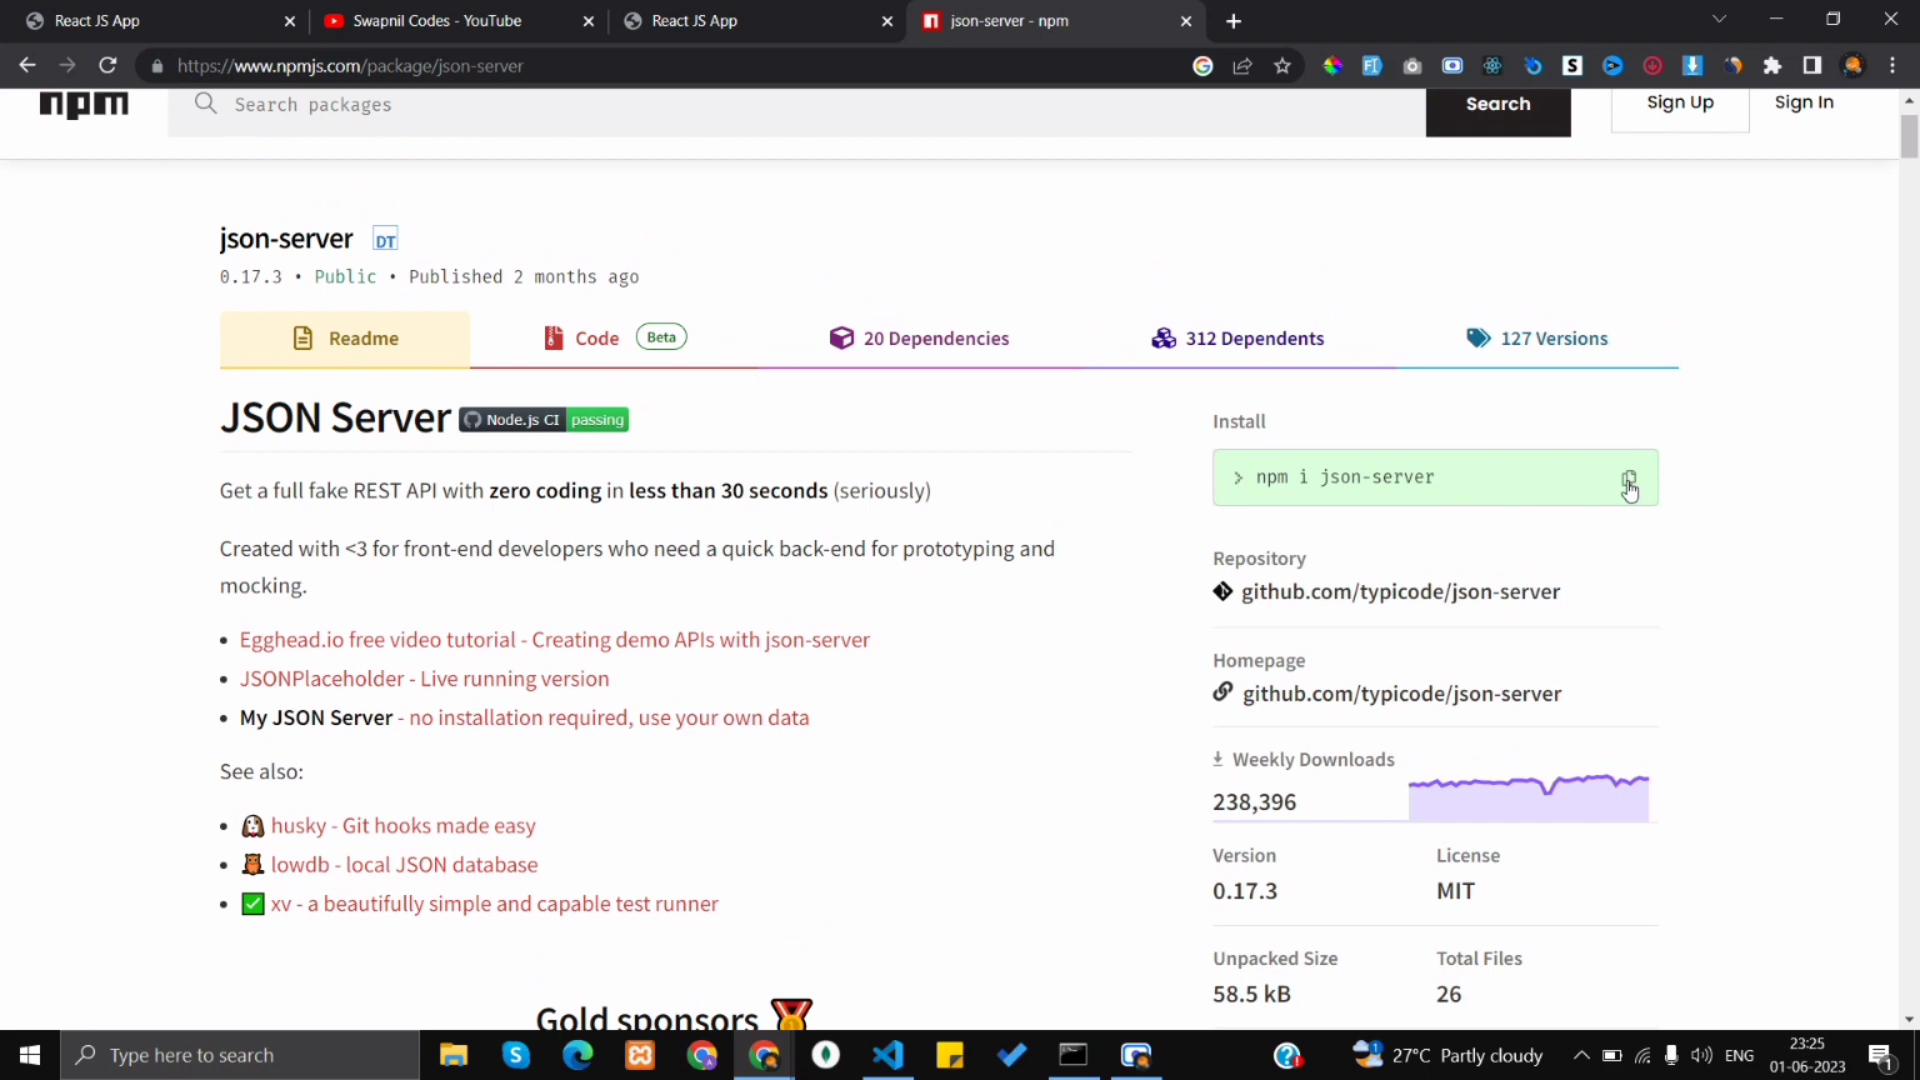 React JS App
Swapnil Codes - YouTube
React JS App
json-server - npm
https://www.npmjs.com/package/json-server
npm
Search packages
Search
Sign Up
Sign In
json-server DT
0.17.3 • Public • Published 2 months ago
Readme
Code Beta
20 Dependencies
312 Dependents
127 Versions
JSON Server Node.js CI passing
Get a full fake REST API with zero coding in less than 30 seconds (seriously)
Created with <3 for front-end developers who need a quick back-end for prototyping and
mocking.
• Egghead.io free video tutorial - Creating demo APIs with json-server
• JSONPlaceholder - Live running version
• My JSON Server - no installation required, use your own data
See also:
• husky - Git hooks made easy
• lowdb - local JSON database
• xv - a beautifully simple and capable test runner
Gold sponsors
Install
> npm i json-server
Repository
github.com/typicode/json-server
Homepage
github.com/typicode/json-server
Weekly Downloads
238,396
Version
License
0.17.3
MIT
Unpacked Size
Total Files
58.5 kB
26
Type here to search
27°C Partly cloudy
ENG
23:25
01-06-2023
1